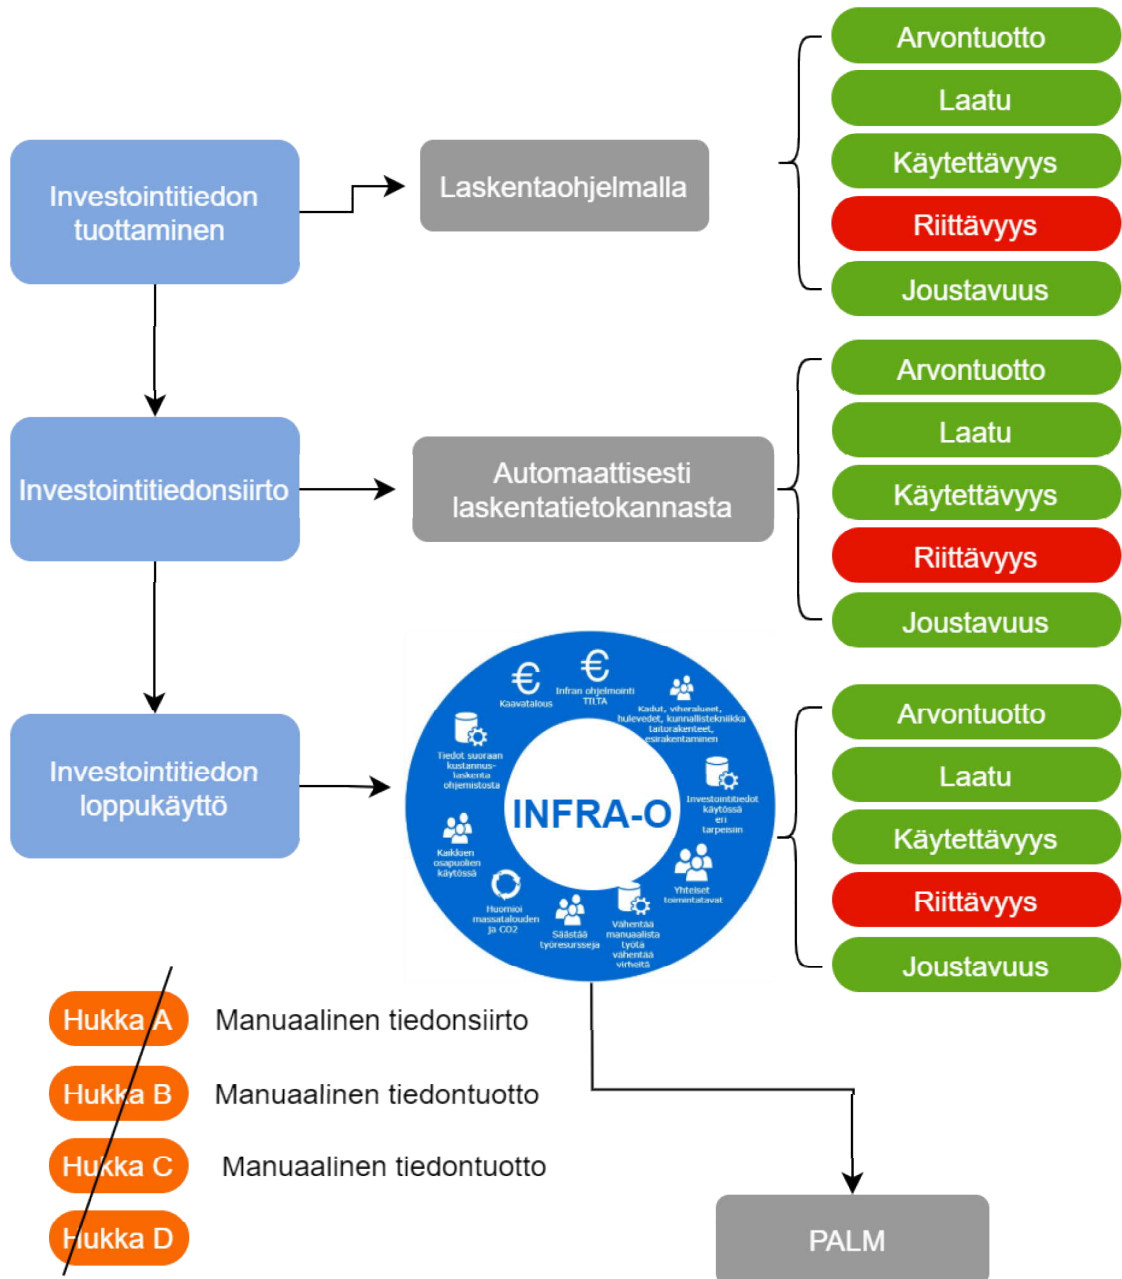 Arvontuotto
Laatu
Käytettävyys
Riittävyys
Joustavuus
Investointitiedon
tuottaminen
Laskentaohjelmalla
Arvontuotto
Laatu
Käytettävyys
Riittävyys
Joustavuus
Investointitiedonsiirto
Automaattisesti
laskentatietokannasta
Investointitiedon
loppukäyttö
INFRA-O
Kaavatalous
Infran ohjelmointi
TILTA
Kadut, viheralueet,
hulevedet, kunnallistekniikka
taitorakenteet,
esirakentaminen
Investointitiedot
käytössä
eri
tarpeisiin
Yhteiset
toimintatavat
Vähentää
manuaalista
työtä
vähentää
virheitä
Säästää
työresursseja
Huomioi
massatalouden
ja CO2
Kaikkien
osapuolien
käytössä
Tiedot suoraan
kustannus-
laskenta
ohjemistosta
Arvontuotto
Laatu
Käytettävyys
Riittävyys
Joustavuus
Hukka A Manuaalinen tiedonsiirto
Hukka B Manuaalinen tiedontuotto
Hukka C Manuaalinen tiedontuotto
Hukka D
PALM